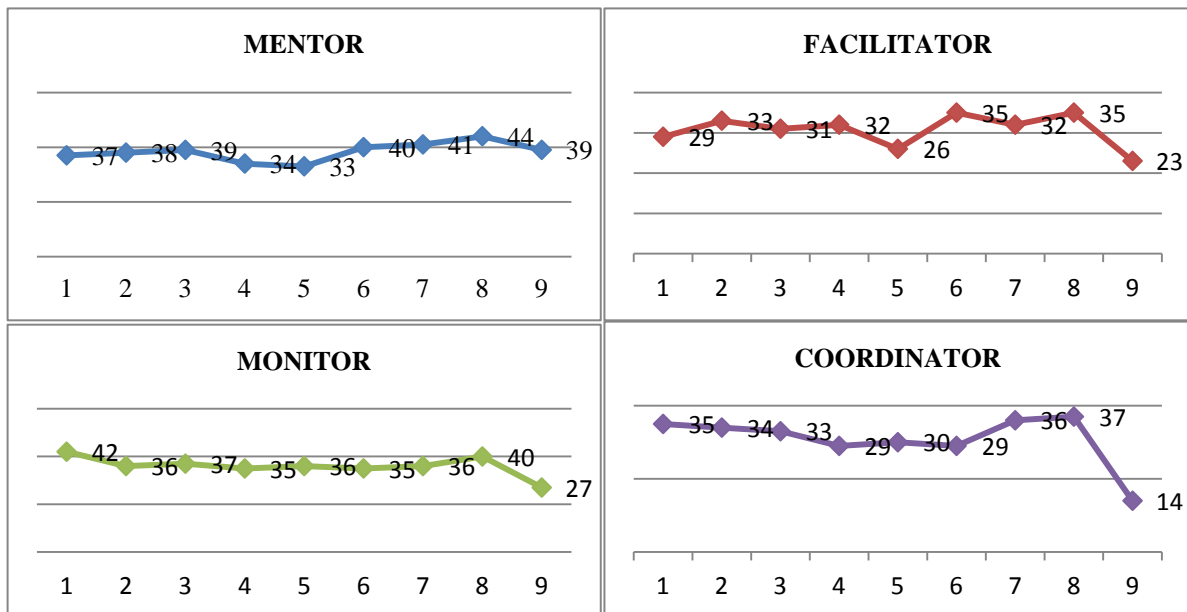 MENTOR
37 38 39 34 33 40 41 44 39
1 2 3 4 5 6 7 8 9
FACILITATOR
29 33 31 32 26 35 32 35 23
1 2 3 4 5 6 7 8 9
MONITOR
42 36 37 35 36 35 36 40 27
1 2 3 4 5 6 7 8 9
COORDINATOR
35 34 33 29 30 29 36 37 14
1 2 3 4 5 6 7 8 9